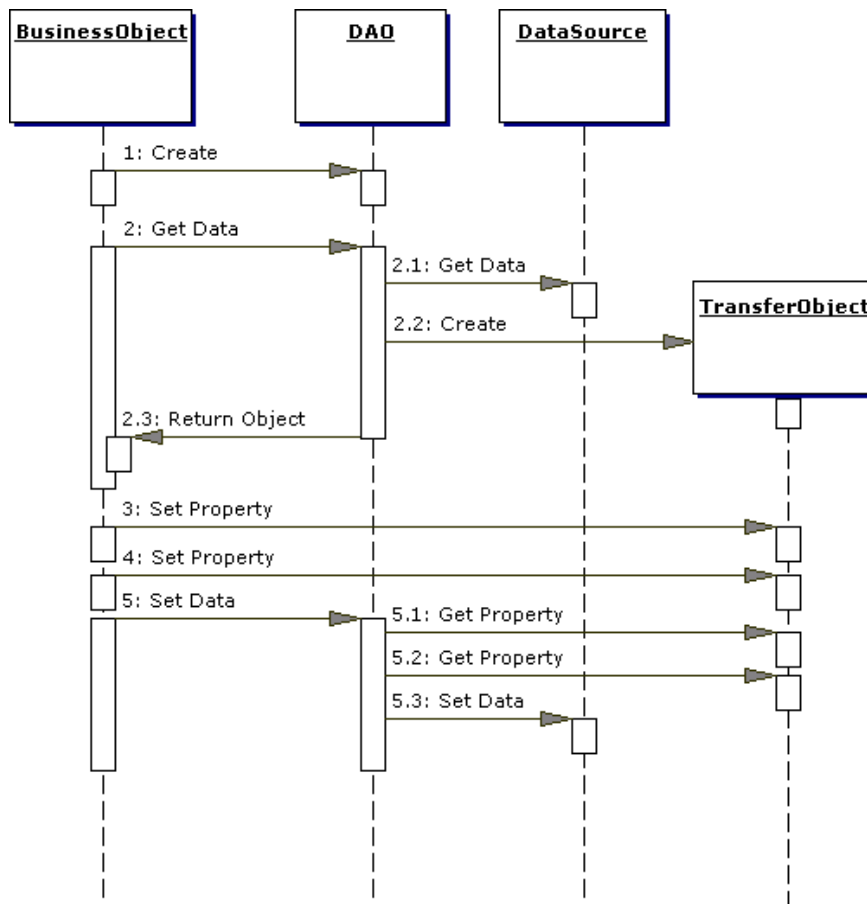 BusinessObject
DAO
DataSource
1: Create
2: Get Data
2.1: Get Data
TransferObject
2.2: Create
2.3: Return Object
3: Set Property
4: Set Property
5: Set Data
5.1: Get Property
5.2: Get Property
5.3: Set Data